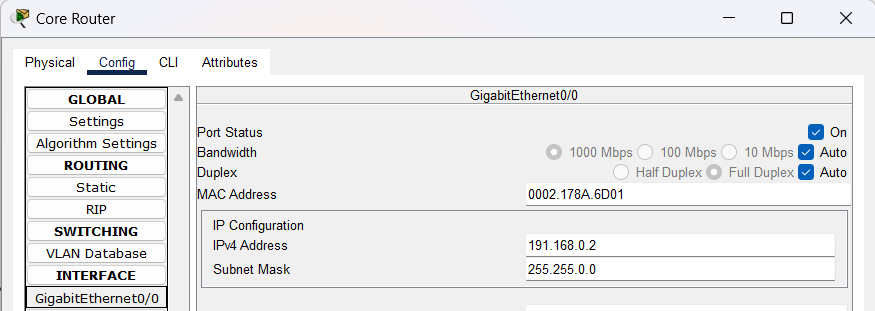 Core Router
Physical Config CLI Attributes
GLOBAL
Settings
Algorithm Settings
ROUTING
Static
RIP
SWITCHING
VLAN Database
INTERFACE
GigabitEthernet0/0
GigabitEthernet0/0
Port Status On
Bandwidth 1000 Mbps 100 Mbps 10 Mbps Auto
Duplex Half Duplex Full Duplex Auto
MAC Address 0002.178A.6D01
IP Configuration
IPv4 Address 191.168.0.2
Subnet Mask 255.255.0.0